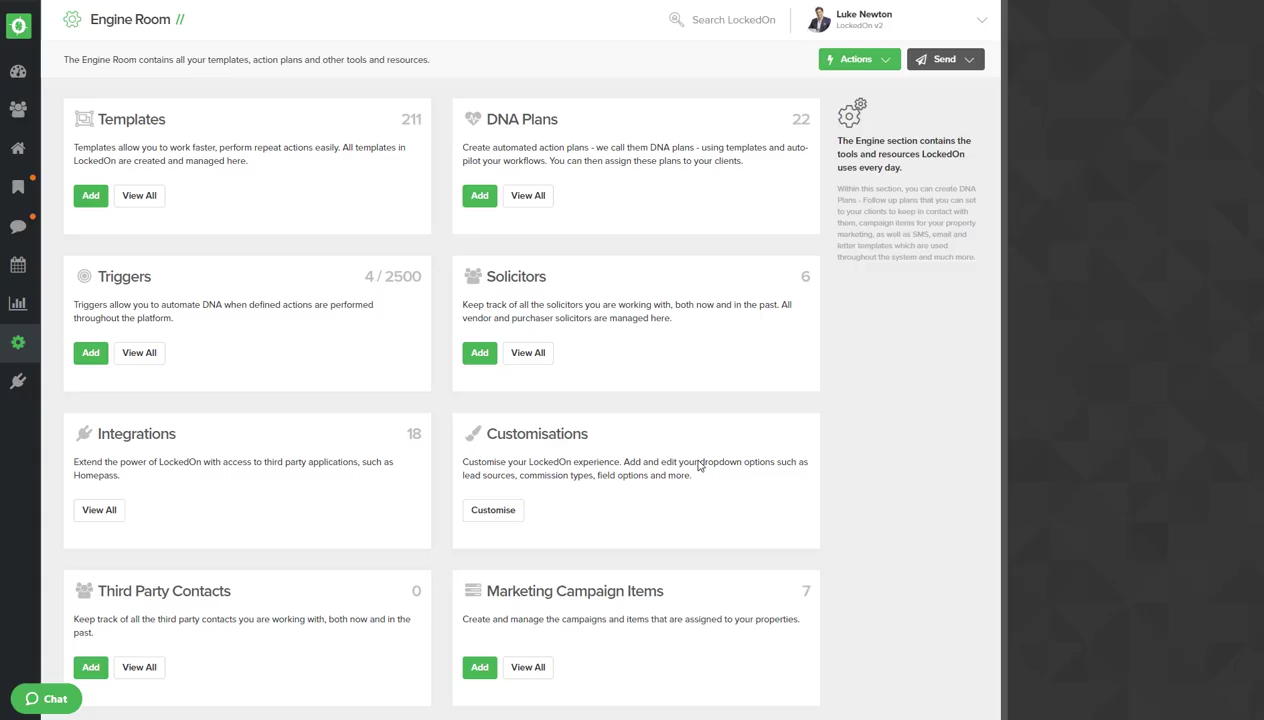 Engine Room //
Search LockedOn
Luke Newton
LockedOn v2
The Engine Room contains all your templates, action plans and other tools and resources.
Actions
Send
Templates
211
Templates allow you to work faster, perform repeat actions easily. All templates in
LockedOn are created and managed here.
Add
View All
DNA Plans
22
Create automated action plans - we call them DNA plans - using templates and auto-
pilot your workflows. You can then assign these plans to your clients.
Add
View All
The Engine section contains the
tools and resources LockedOn
uses every day.
Within this section, you can create DNA
Plans - Follow up plans that you can set
to your clients to keep in contact with
them, campaign items for your property
marketing, as well as SMS, email and
letter templates which are used
throughout the system and much more.
Triggers
4 / 2500
Triggers allow you to automate DNA when defined actions are performed
throughout the platform.
Add
View All
Solicitors
6
Keep track of all the solicitors you are working with, both now and in the past. All
vendor and purchaser solicitors are managed here.
Add
View All
Integrations
18
Extend the power of LockedOn with access to third party applications, such as
Homepass.
View All
Customisations
Customise your LockedOn experience. Add and edit your dropdown options such as
lead sources, commission types, field options and more.
Customise
Third Party Contacts
0
Keep track of all the third party contacts you are working with, both now and in the
past.
Add
View All
Marketing Campaign Items
7
Create and manage the campaigns and items that are assigned to your properties.
Add
View All
Chat